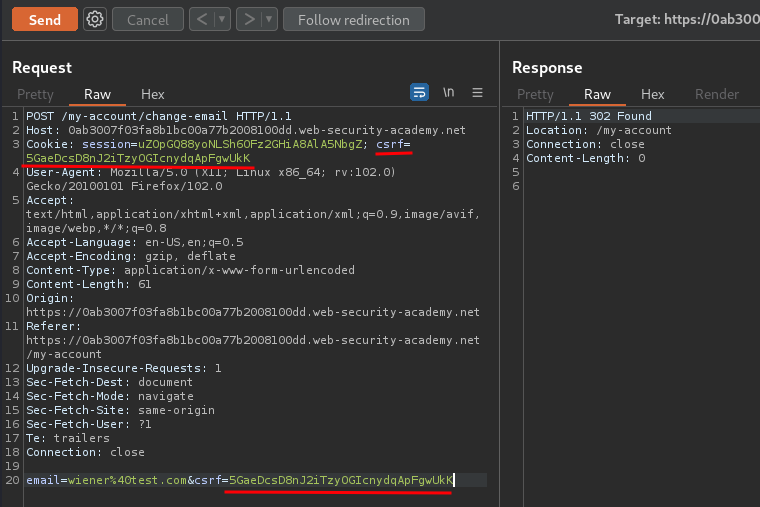 Send Cancel < > Follow redirection Target: https://0ab300
Request
Pretty Raw Hex \n
1 POST /my-account/change-email HTTP/1.1
2 Host: 0ab3007f03fa8b1bc00a77b2008100dd.web-security-academy.net
3 Cookie: session=uZOpGQ88yoNLSh6OFz2GHiA8AlA5NbgZ; csrf=
5GaeDcsD8nJ2iTzyOGIcnydqApFgwUkK
4 User-Agent: Mozilla/5.0 (X11; Linux x86_64; rv:102.0)
Gecko/20100101 Firefox/102.0
5 Accept:
text/html,application/xhtml+xml,application/xml;q=0.9,image/avif,
image/webp,*/*;q=0.8
6 Accept-Language: en-US,en;q=0.5
7 Accept-Encoding: gzip, deflate
8 Content-Type: application/x-www-form-urlencoded
9 Content-Length: 61
10 Origin:
https://0ab3007f03fa8b1bc00a77b2008100dd.web-security-academy.net
11 Referer:
https://0ab3007f03fa8b1bc00a77b2008100dd.web-security-academy.net
/my-account
12 Upgrade-Insecure-Requests: 1
13 Sec-Fetch-Dest: document
14 Sec-Fetch-Mode: navigate
15 Sec-Fetch-Site: same-origin
16 Sec-Fetch-User: ?1
17 Te: trailers
18 Connection: close
19
20 email=wiener%40test.com&csrf=5GaeDcsD8nJ2iTzyOGIcnydqApFgwUkK
Response
Pretty Raw Hex Render
1 HTTP/1.1 302 Found
2 Location: /my-account
3 Connection: close
4 Content-Length: 0
5
6